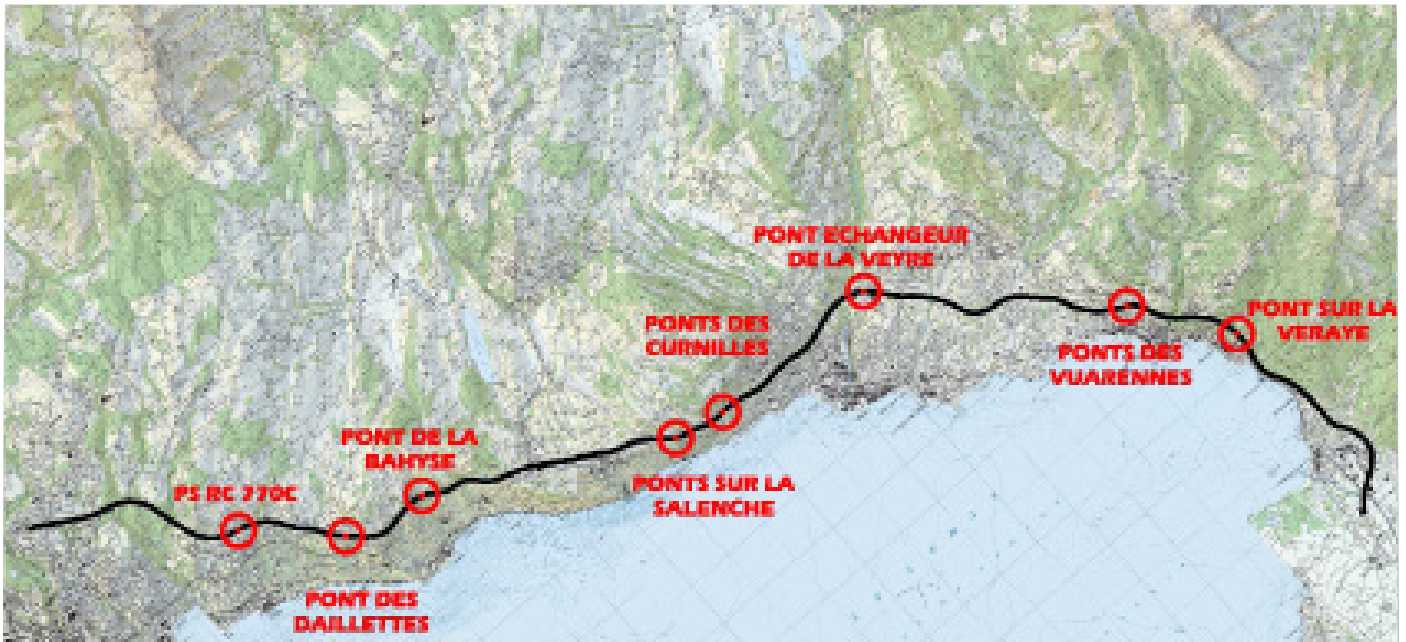 PONT ECHANGEUR
DE LA VEYRE
PONT SUR LA
VERAYE
PONTS DES
CURNILLES
PONTS DES
VUARENNES
PONT DE LA
BAHYSE
PONTS SUR LA
SALENCHE
PS RC 770C
PONT DES
DAILLETTES